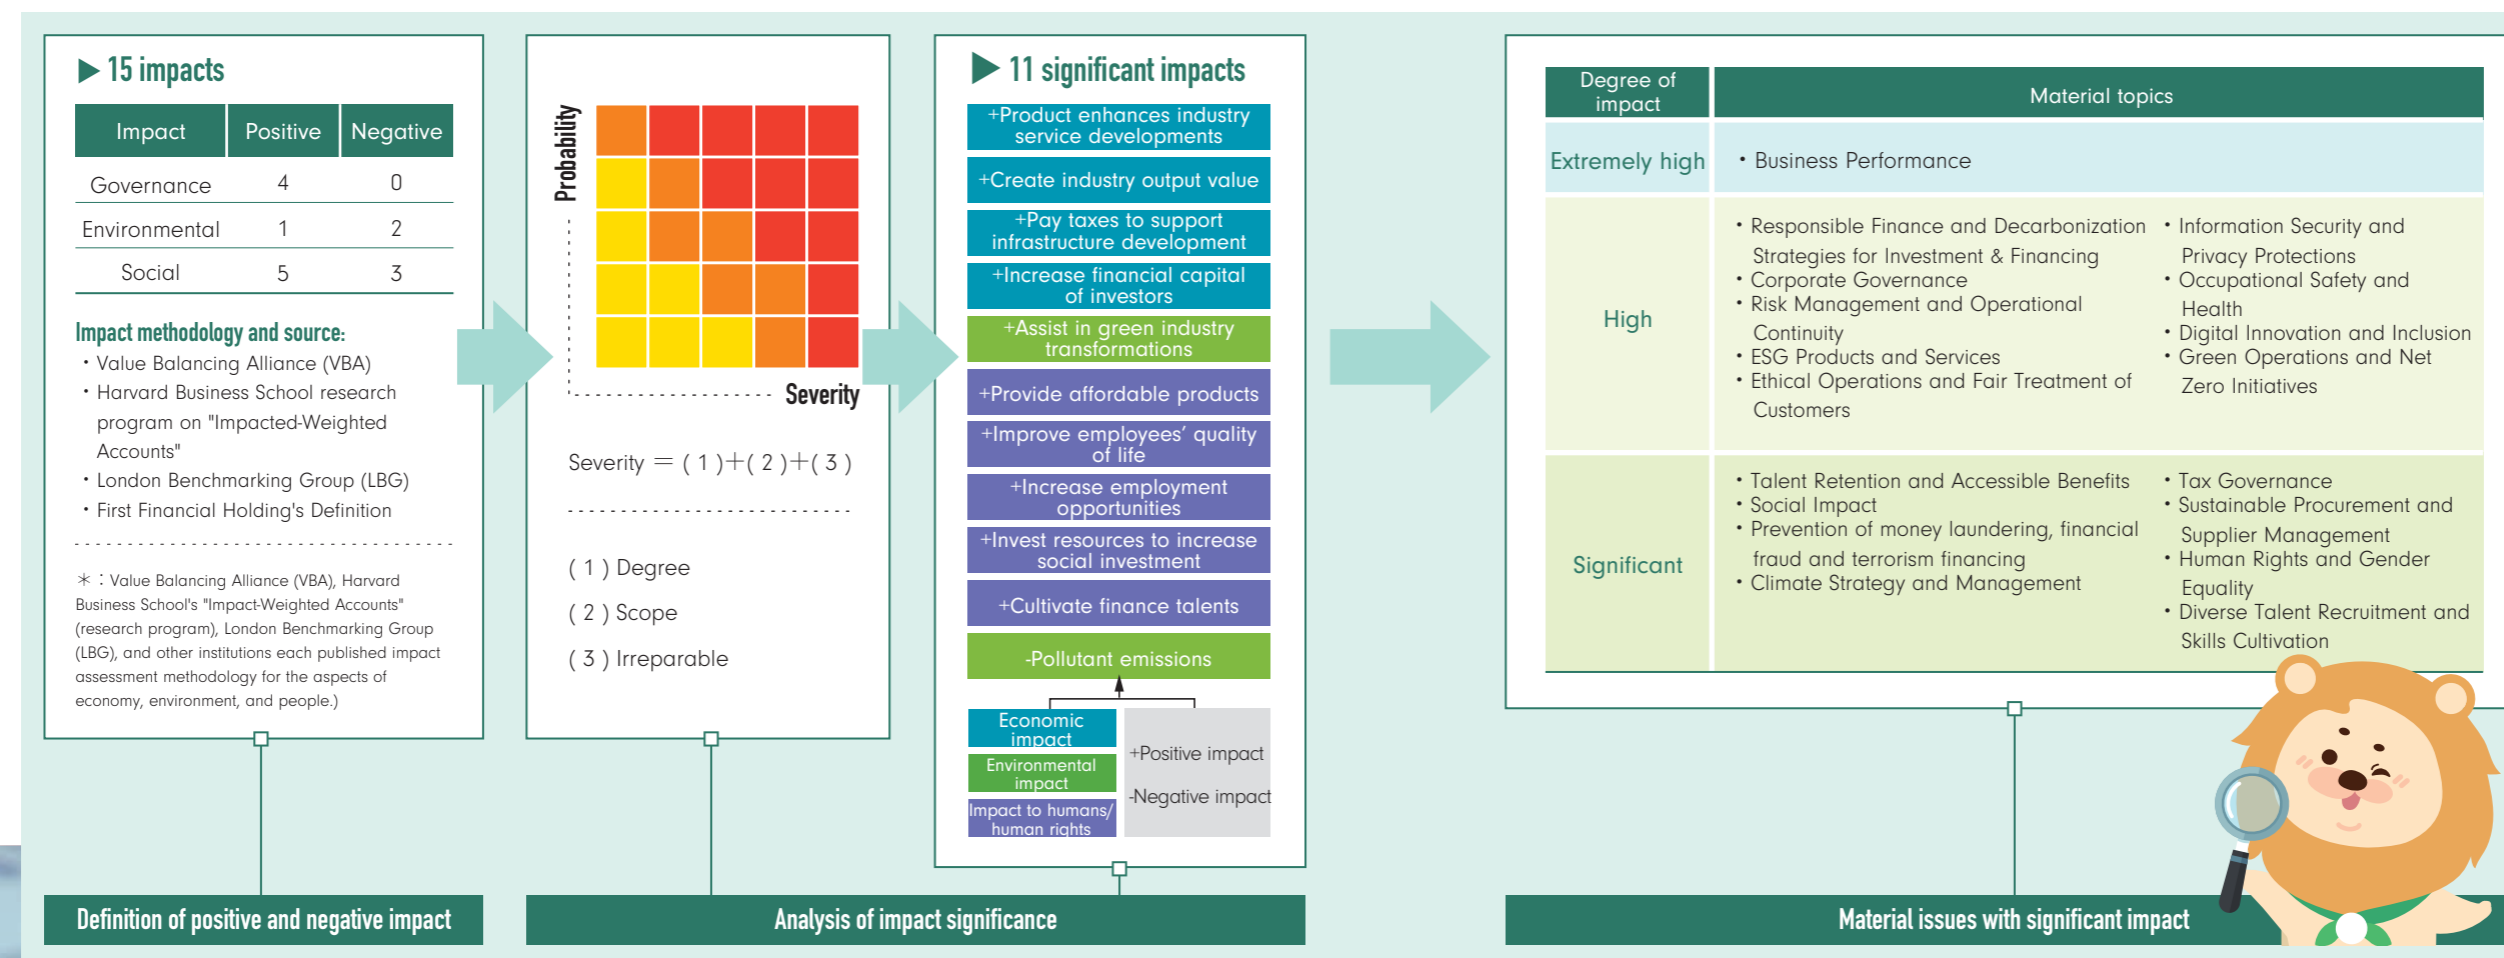 ▶ 15 impacts
Impact Positive Negative
Governance 4 0
Environmental 1 2
Social 5 3
Impact methodology and source:
・Value Balancing Alliance (VBA)
・Harvard Business School research
program on "Impacted-Weighted
Accounts"
・London Benchmarking Group (LBG)
・First Financial Holding's Definition
＊：Value Balancing Alliance (VBA), Harvard
Business School's "Impact-Weighted Accounts"
(research program), London Benchmarking Group
(LBG), and other institutions each published impact
assessment methodology for the aspects of
economy, environment, and people.)
Definition of positive and negative impact
Probability
Severity
Severity ＝ ( 1 )＋( 2 )＋( 3 )
( 1 ) Degree
( 2 ) Scope
( 3 ) Irreparable
▶ 11 significant impacts
+Product enhances industry
service developments
+Create industry output value
+Pay taxes to support
infrastructure development
+Increase financial capital
of investors
+Assist in green industry
transformations
+Provide affordable products
+Improve employees’ quality
of life
+Increase employment
opportunities
+Invest resources to increase
social investment
+Cultivate finance talents
-Pollutant emissions
Economic
impact
Environmental
impact
Impact to humans/
human rights
+Positive impact
-Negative impact
Analysis of impact significance
Degree of
impact
Material topics
Extremely high
・Business Performance
High
・Responsible Finance and Decarbonization
Strategies for Investment & Financing
・Corporate Governance
・Risk Management and Operational
Continuity
・ESG Products and Services
・Ethical Operations and Fair Treatment of
Customers
・Information Security and
Privacy Protections
・Occupational Safety and
Health
・Digital Innovation and Inclusion
・Green Operations and Net
Zero Initiatives
Significant
・Talent Retention and Accessible Benefits
・Social Impact
・Prevention of money laundering, financial
fraud and terrorism financing
・Climate Strategy and Management
・Tax Governance
・Sustainable Procurement and
Supplier Management
・Human Rights and Gender
Equality
・Diverse Talent Recruitment and
Skills Cultivation
Material issues with significant impact